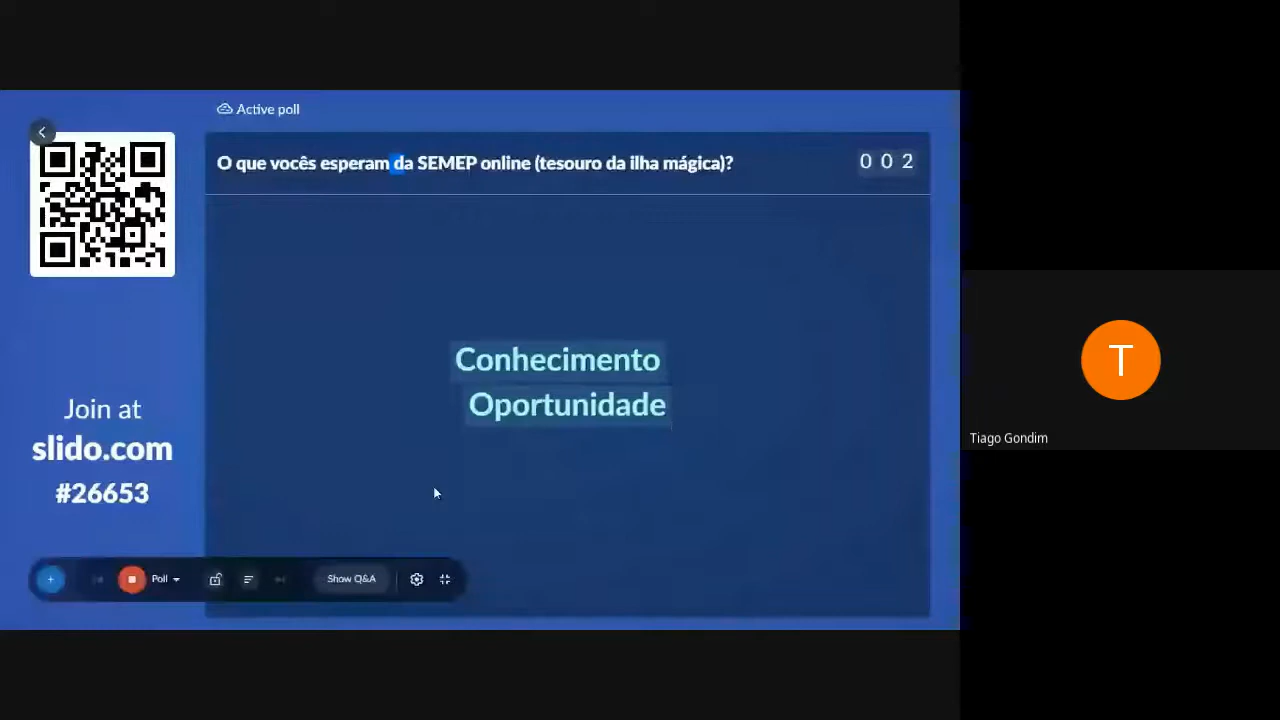 Active poll
O que vocês esperam da SEMEP online (tesouro da ilha mágica)?
0 0 2
Conhecimento
Oportunidade
Join at
slido.com
#26653
Poll
Show Q&A
T
Tiago Gondim